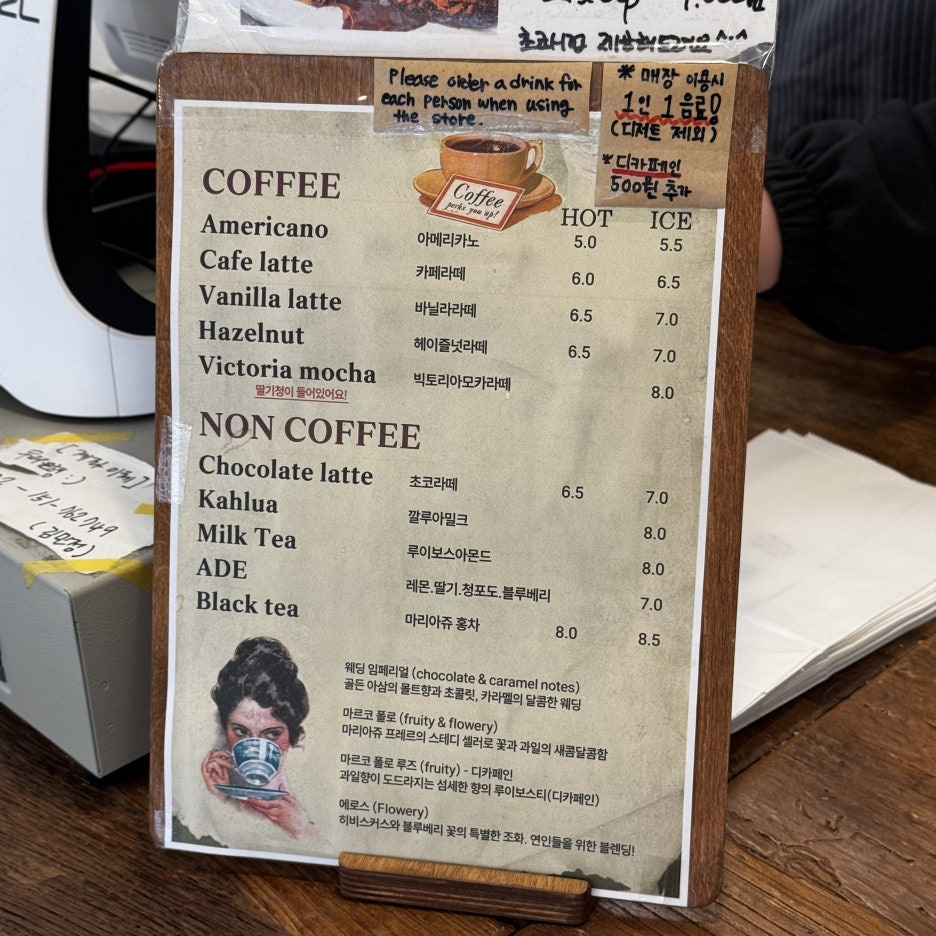 초코시럽 제외해드려요^^
Please order a drink for
each person when using
the store.
* 매장 이용시
1인 1음료!
(디저트 제외)
* 디카페인
500원 추가
Coffee
perks you up!
COFFEE
HOT ICE
Americano 아메리카노 5.0 5.5
Cafe latte 카페라떼 6.0 6.5
Vanilla latte 바닐라라떼 6.5 7.0
Hazelnut 헤이즐넛라떼 6.5 7.0
Victoria mocha 빅토리아모카라떼 8.0
딸기청이 들어있어요!
NON COFFEE
Chocolate latte 초코라떼 6.5 7.0
Kahlua 깔루아밀크 8.0
Milk Tea 루이보스아몬드 8.0
ADE 레몬.딸기.청포도.블루베리 7.0
Black tea 마리아쥬 홍차 8.0 8.5
웨딩 임페리얼 (chocolate & caramel notes)
골든 아삼의 몰트향과 초콜릿, 카라멜의 달콤한 웨딩
마르코 폴로 (fruity & flowery)
마리아쥬 프레르의 스테디 셀러로 꽃과 과일의 새콤달콤함
마르코 폴로 루즈 (fruity) - 디카페인
과일향이 도드라지는 섬세한 향의 루이보스티(디카페인)
에로스 (Flowery)
히비스커스와 블루베리 꽃의 특별한 조화. 연인들을 위한 블렌딩!